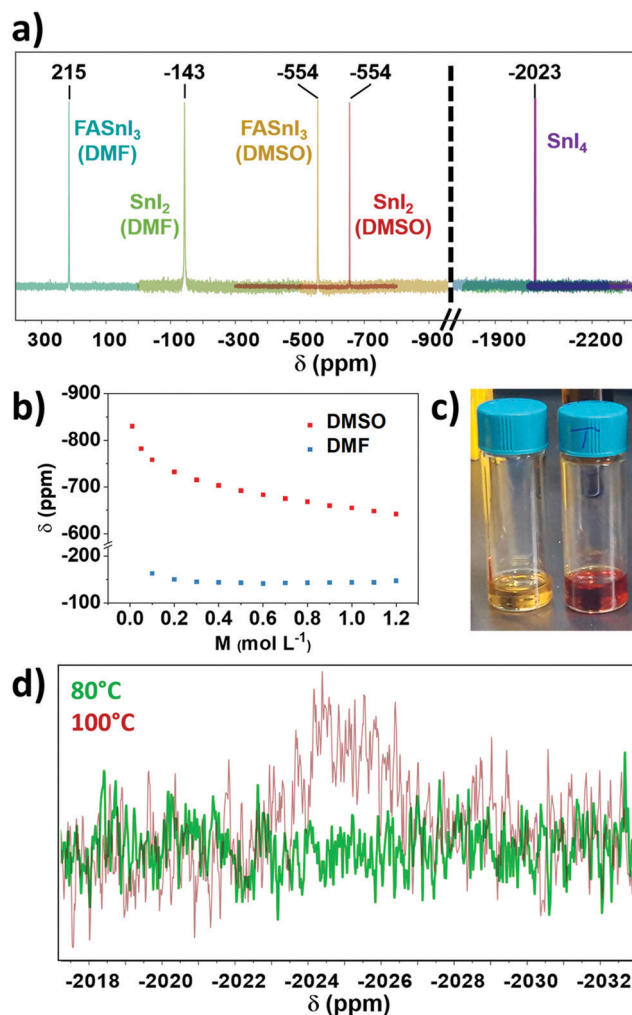 a)
215 -143 -554 -554 -2023
FASnI3
(DMF)
SnI2
(DMF)
FASnI3
(DMSO)
SnI2
(DMSO)
SnI4
300 100 -100 -300 -500 -700 -900 -1900 -2200
δ (ppm)
b)
-900
-800
-700
-600
-200
-100
δ (ppm)
DMSO
DMF
0.0 0.2 0.4 0.6 0.8 1.0 1.2
M (mol L-1)
c)
d)
80°C
100°C
-2018 -2020 -2022 -2024 -2026 -2028 -2030 -2032
δ (ppm)